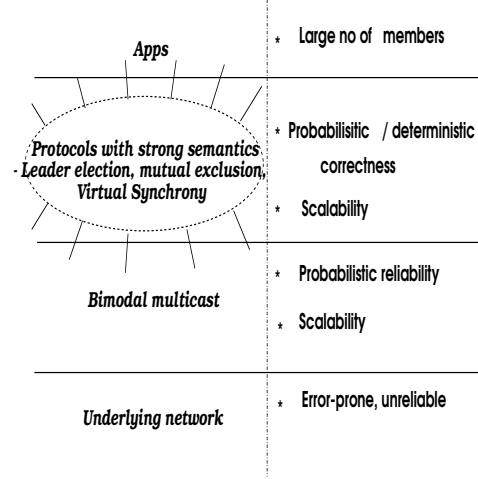 Apps
* Large no of members
Protocols with strong semantics
- Leader election, mutual exclusion,
Virtual Synchrony
* Probabilisitic / deterministic
correctness
* Scalability
Bimodal multicast
* Probabilistic reliability
* Scalability
Underlying network
* Error-prone, unreliable